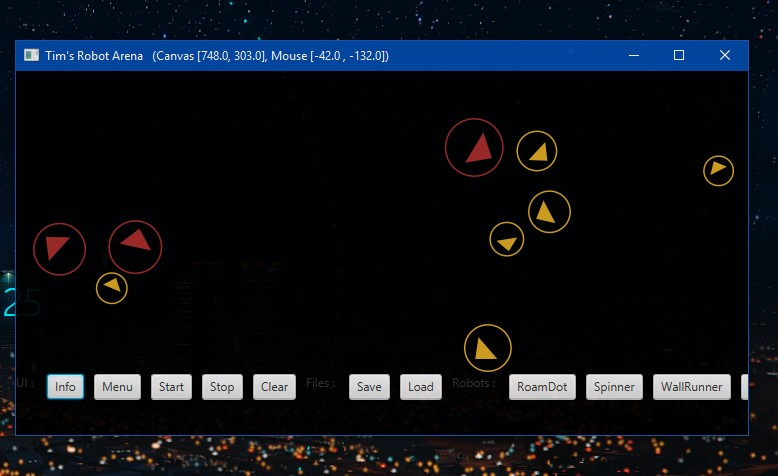 Tim's Robot Arena (Canvas [748.0, 303.0], Mouse [-42.0 , -132.0])
25
UI : Info Menu Start Stop Clear Files : Save Load Robots : RoamDot Spinner WallRunner